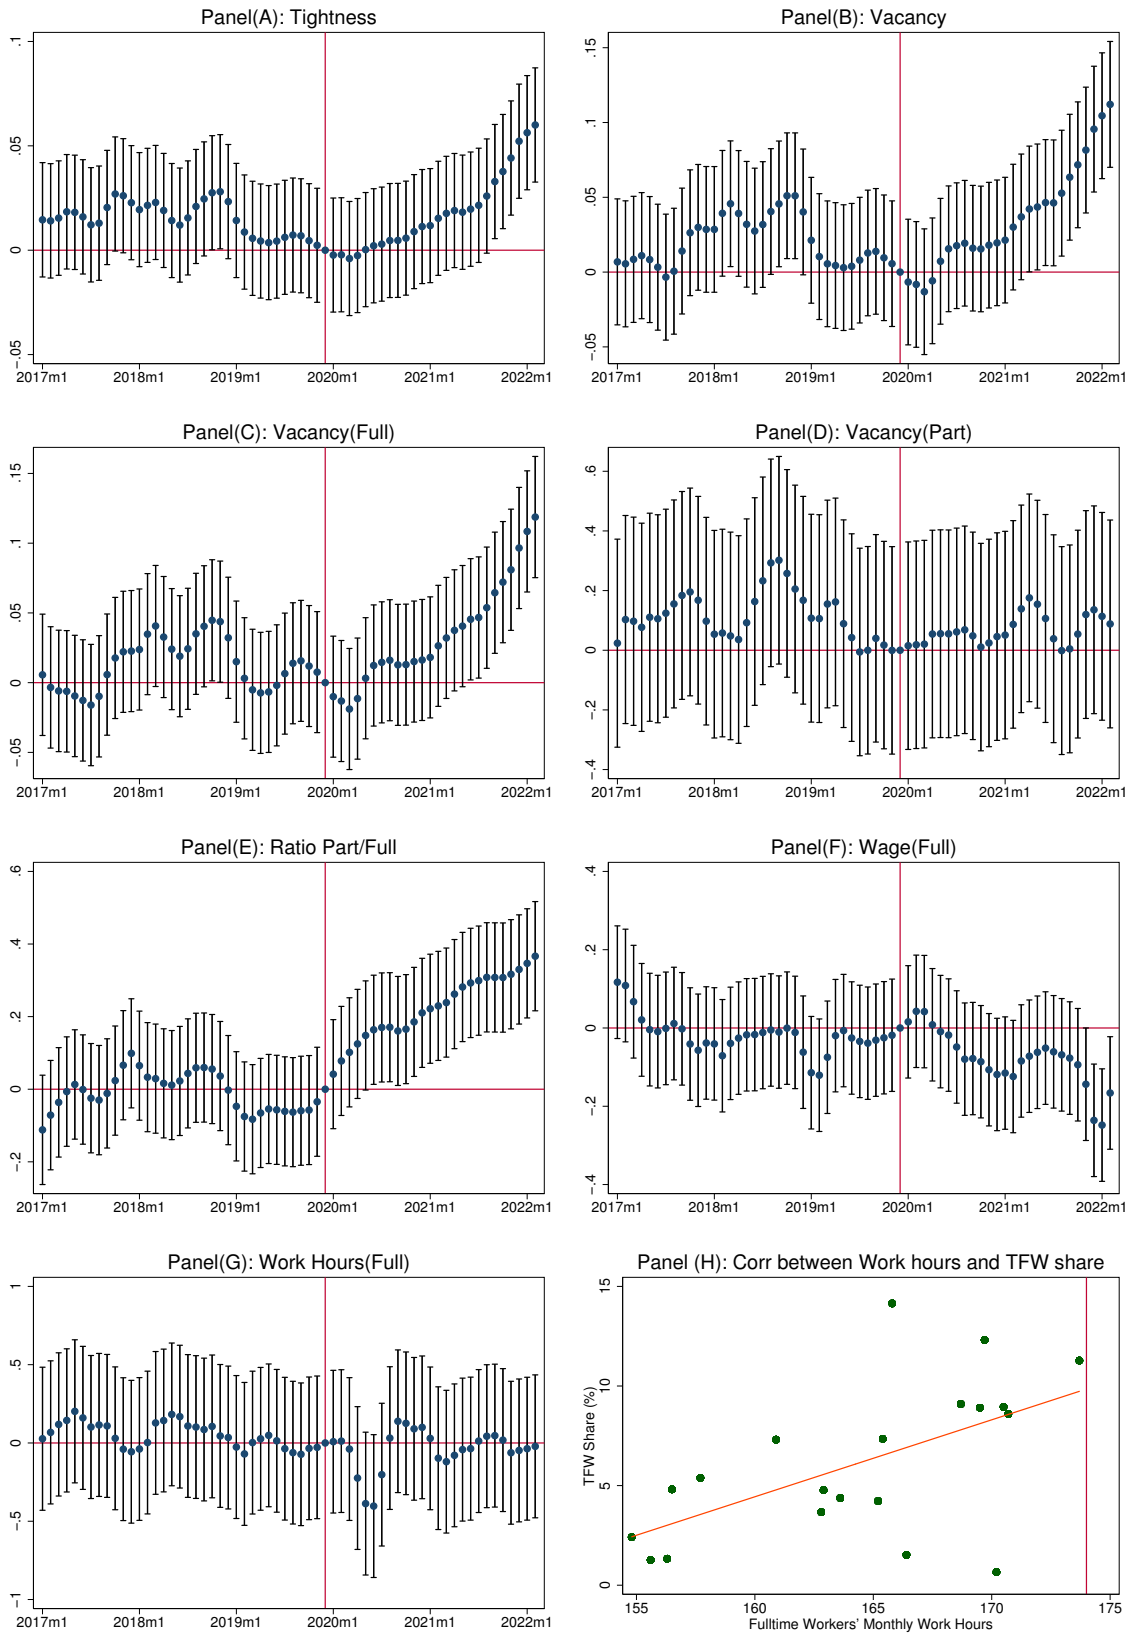 Panel(A): Tightness
.1
.05
0
-.05
2017m1 2018m1 2019m1 2020m1 2021m1 2022m1
Panel(B): Vacancy
.15
.1
.05
0
-.05
2017m1 2018m1 2019m1 2020m1 2021m1 2022m1
Panel(C): Vacancy(Full)
.15
.1
.05
0
-.05
2017m1 2018m1 2019m1 2020m1 2021m1 2022m1
Panel(D): Vacancy(Part)
.6
.4
.2
0
-.2
-.4
2017m1 2018m1 2019m1 2020m1 2021m1 2022m1
Panel(E): Ratio Part/Full
.6
.4
.2
0
-.2
2017m1 2018m1 2019m1 2020m1 2021m1 2022m1
Panel(F): Wage(Full)
.4
.2
0
-.2
-.4
2017m1 2018m1 2019m1 2020m1 2021m1 2022m1
Panel(G): Work Hours(Full)
1
.5
0
-.5
-1
2017m1 2018m1 2019m1 2020m1 2021m1 2022m1
Panel (H): Corr between Work hours and TFW share
TFW Share (%)
15
10
5
0
155 160 165 170 175
Fulltime Workers' Monthly Work Hours